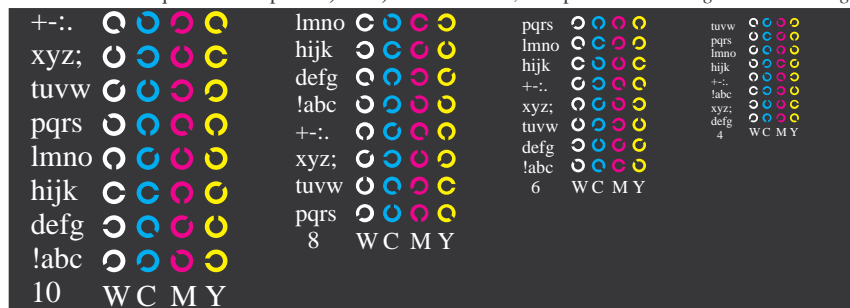 +-:.
xyz;
tuvw
pqrs
lmno
hijk
defg
!abc
10 W C M Y
lmno
hijk
defg
!abc
+-:.
xyz;
tuvw
pqrs
8 W C M Y
pqrs
lmno
hijk
+-:.
xyz;
tuvw
defg
!abc
6 W C M Y
tuvw
pqrs
lmno
hijk
+-:.
!abc
xyz;
defg
4 W C M Y